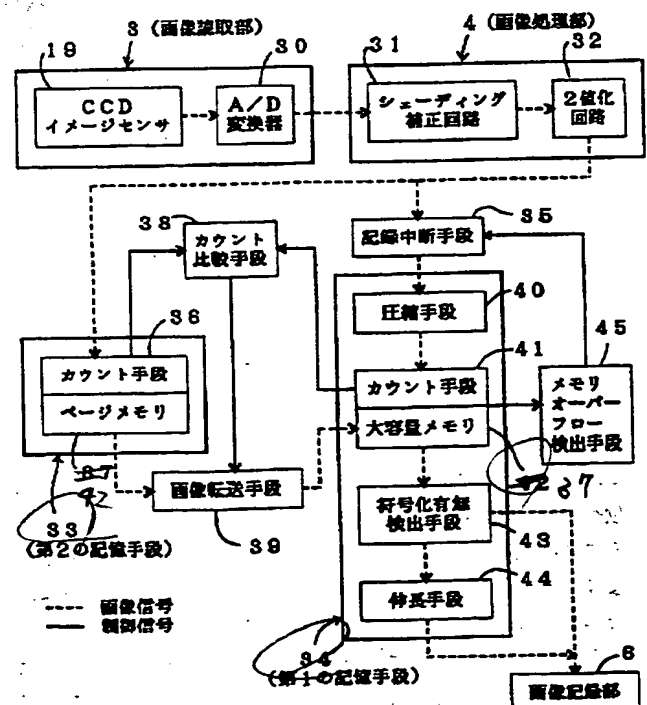 3（画像読取部）
4（画像処理部）
19
30
31
32
CCD
イメージセンサ
A／D
変換器
シェーディング
補正回路
2値化
回路
38
カウント
比較手段
35
記録中断手段
40
圧縮手段
36
カウント手段
ページメモリ
41
カウント手段
大容量メモリ
45
メモリ
オーバー
フロー
検出手段
37
42
33
（第2の記憶手段）
画像転送手段
39
42
37
符号化有無
検出手段
43
伸長手段
44
画像信号
制御信号
34
（第1の記憶手段）
6
画像記録部